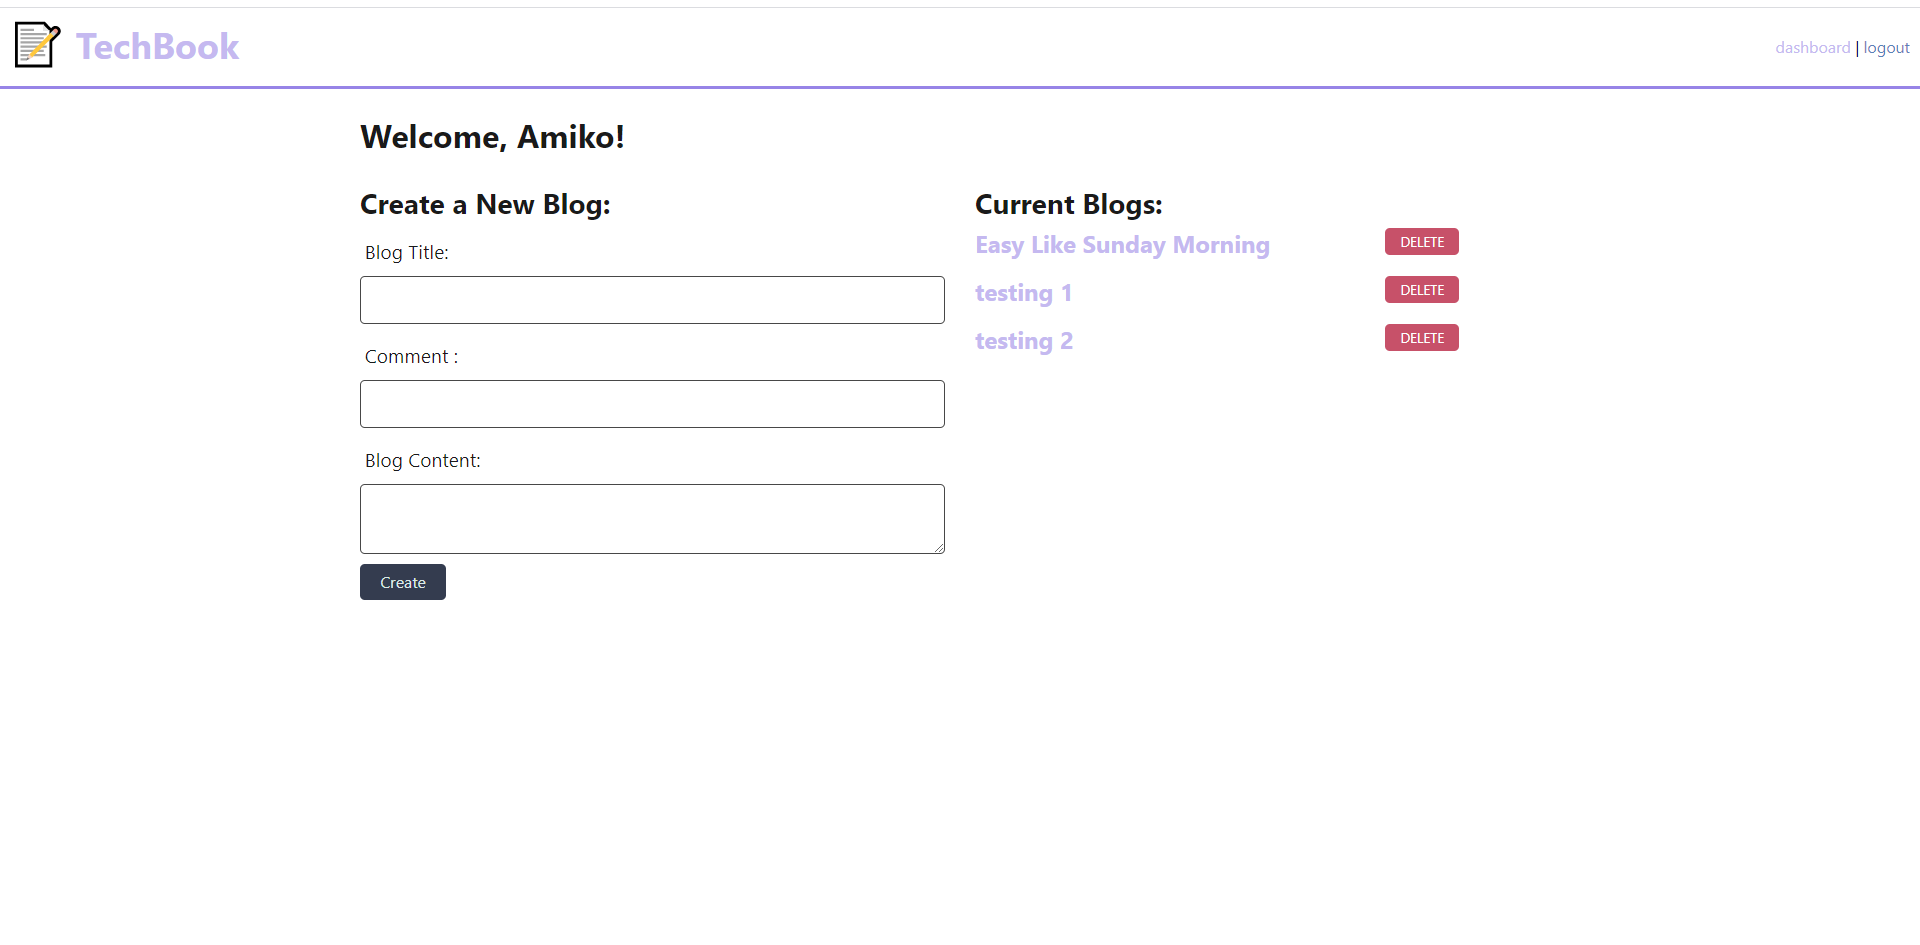 TechBook
dashboard | logout
Welcome, Amiko!
Create a New Blog:
Blog Title:
Comment :
Blog Content:
Create
Current Blogs:
Easy Like Sunday Morning DELETE
testing 1 DELETE
testing 2 DELETE